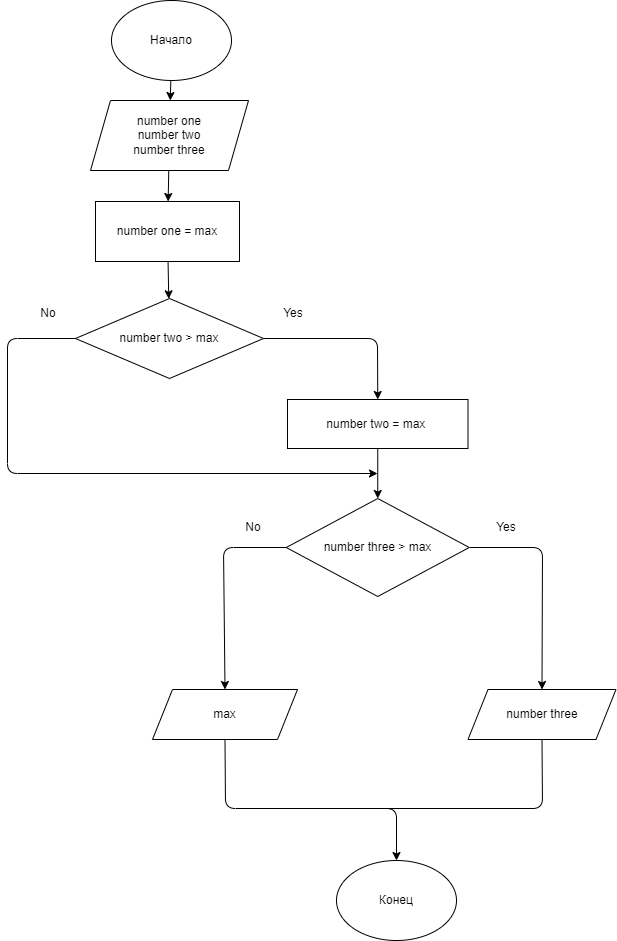 Начало
number one
number two
number three
number one = max
No
Yes
number two > max
number two = max
No
Yes
number three > max
max
number three
Конец